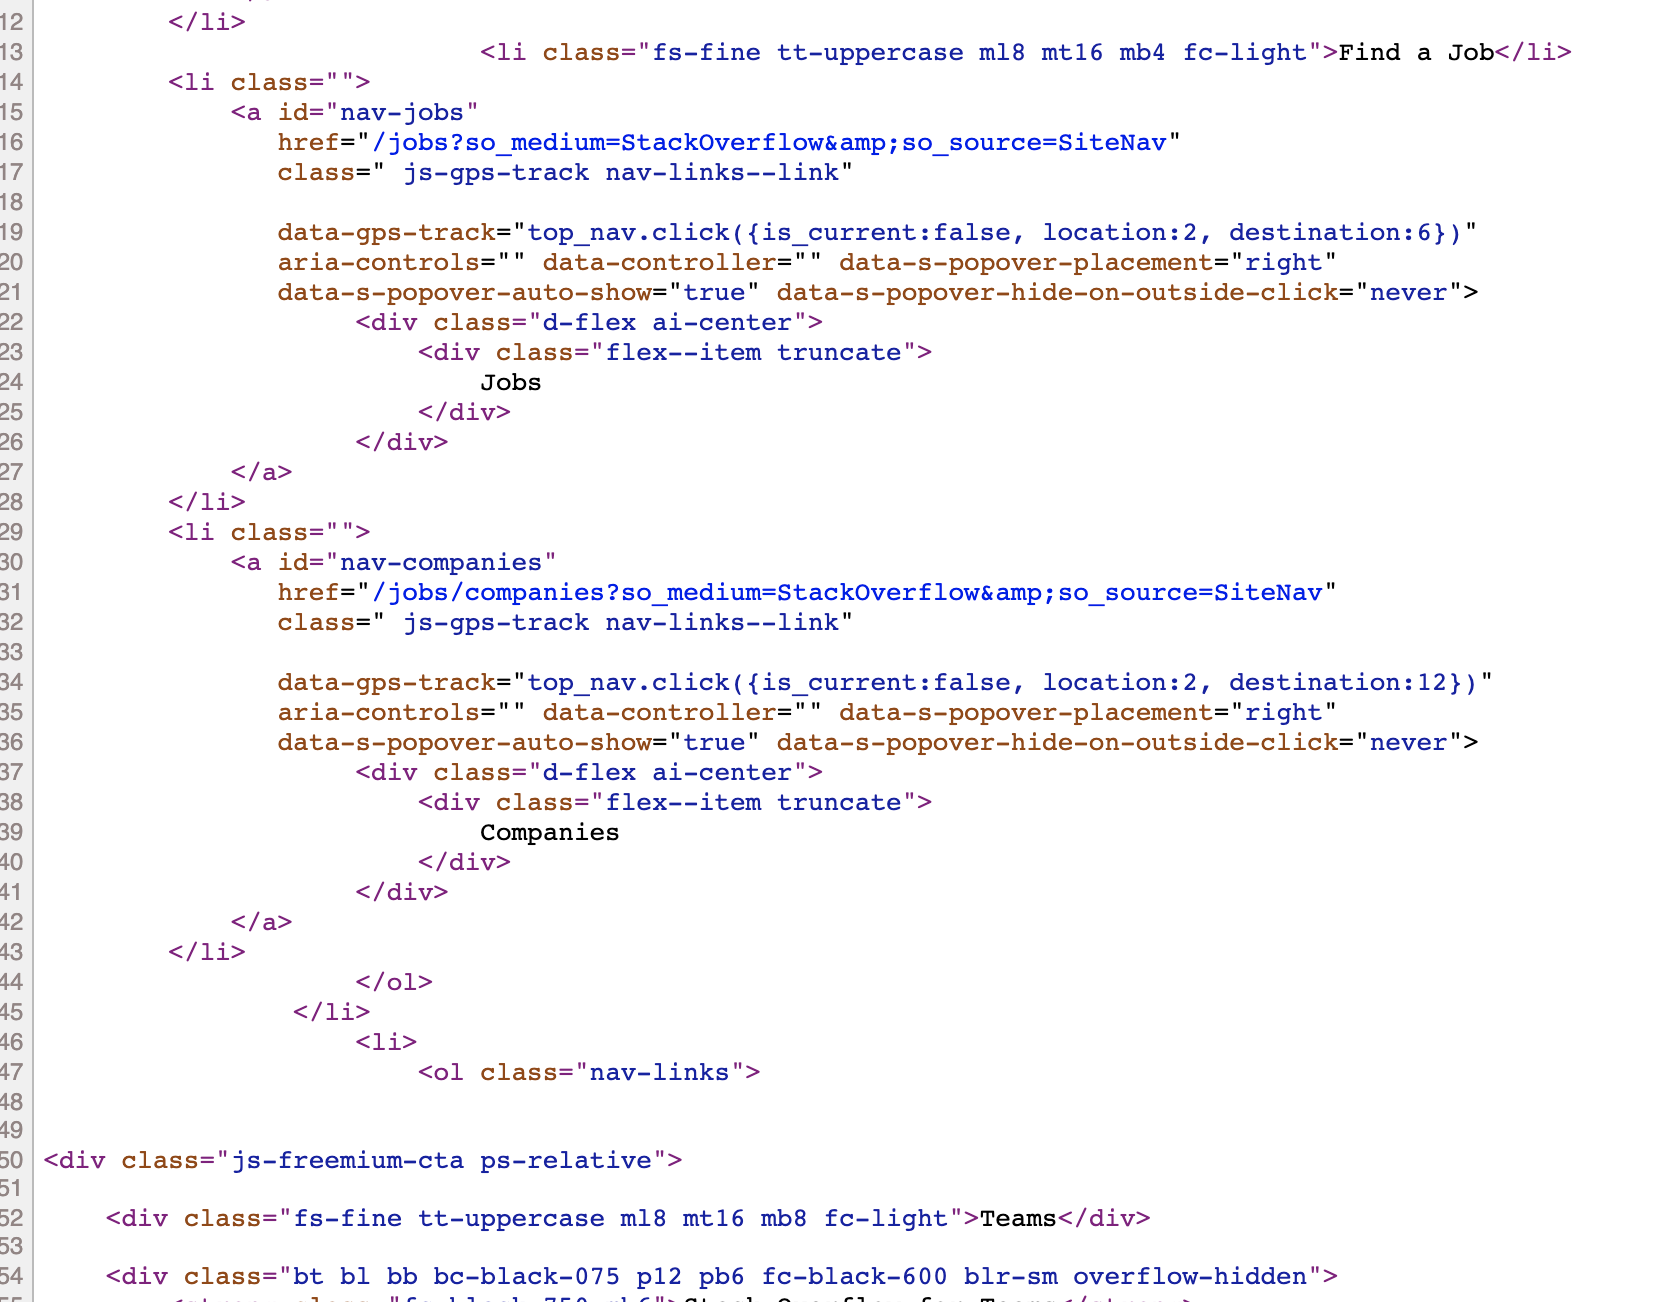 12 </li>
13 <li class="fs-fine tt-uppercase ml8 mt16 mb4 fc-light">Find a Job</li>
14 <li class="">
15 <a id="nav-jobs"
16 href="/jobs?so_medium=StackOverflow&amp;so_source=SiteNav"
17 class=" js-gps-track nav-links--link"
18
19 data-gps-track="top_nav.click({is_current:false, location:2, destination:6})"
20 aria-controls="" data-controller="" data-s-popover-placement="right"
21 data-s-popover-auto-show="true" data-s-popover-hide-on-outside-click="never">
22 <div class="d-flex ai-center">
23 <div class="flex--item truncate">
24 Jobs
25 </div>
26 </div>
27 </a>
28 </li>
29 <li class="">
30 <a id="nav-companies"
31 href="/jobs/companies?so_medium=StackOverflow&amp;so_source=SiteNav"
32 class=" js-gps-track nav-links--link"
33
34 data-gps-track="top_nav.click({is_current:false, location:2, destination:12})"
35 aria-controls="" data-controller="" data-s-popover-placement="right"
36 data-s-popover-auto-show="true" data-s-popover-hide-on-outside-click="never">
37 <div class="d-flex ai-center">
38 <div class="flex--item truncate">
39 Companies
40 </div>
41 </div>
42 </a>
43 </li>
44 </ol>
45 </li>
46 <li>
47 <ol class="nav-links">
48
49
50 <div class="js-freemium-cta ps-relative">
51
52 <div class="fs-fine tt-uppercase ml8 mt16 mb8 fc-light">Teams</div>
53
54 <div class="bt bl bb bc-black-075 p12 pb6 fc-black-600 blr-sm overflow-hidden">